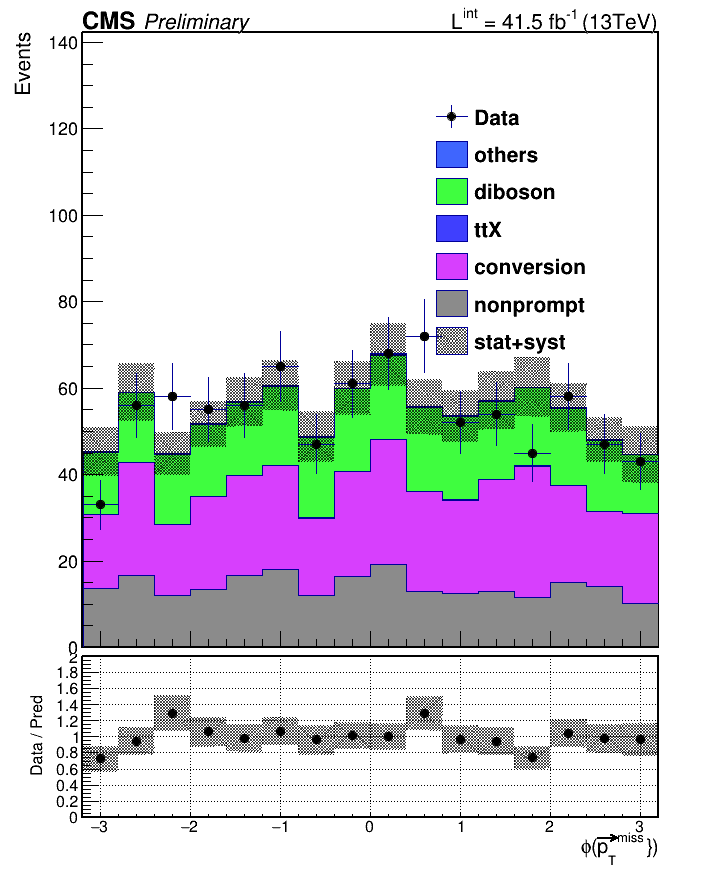 CMS Preliminary
L^int = 41.5 fb^-1 (13TeV)
Events
140
120
100
80
60
40
20
0
Data
others
diboson
ttX
conversion
nonprompt
stat+syst
Data / Pred
2
1.8
1.6
1.4
1.2
1
0.8
0.6
0.4
0.2
0
−3 −2 −1 0 1 2 3
ϕ(p⃗_T^miss })